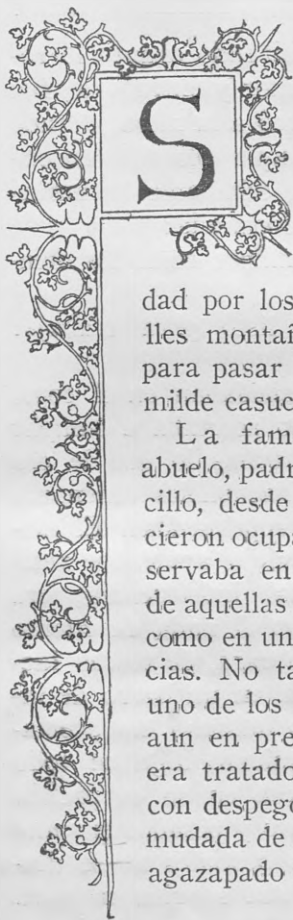 S
dad por los
lles montañ
para pasar
milde casuc
La fam
abuelo, padr
cillo, desde
cieron ocupa
servaba en
de aquellas
como en un
cias. No ta
uno de los
aun en pre
era tratado
con despego
mudada de
agazapado